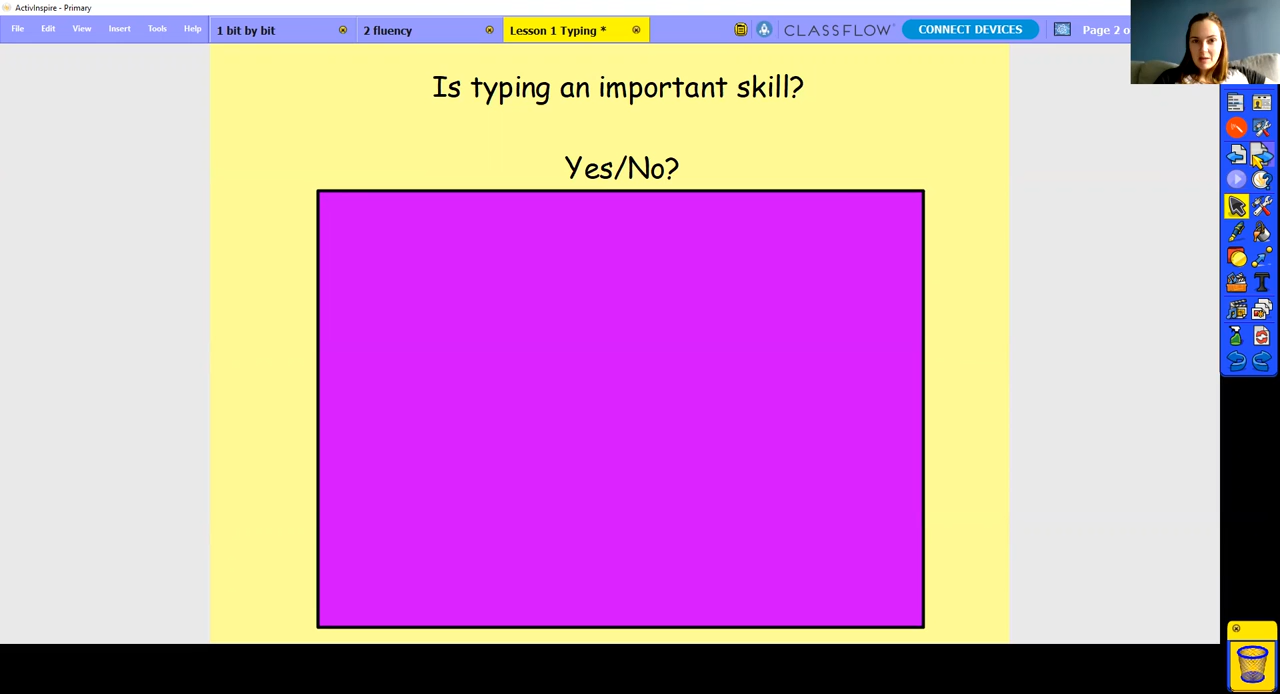 ActivInspire - Primary
File Edit View Insert Help Tools
1 bit by bit
2 fluency
Lesson 1 Typing *
CLASSFLOW
CONNECT DEVICES
Page 2 o
Is typing an important skill?
Yes/No?